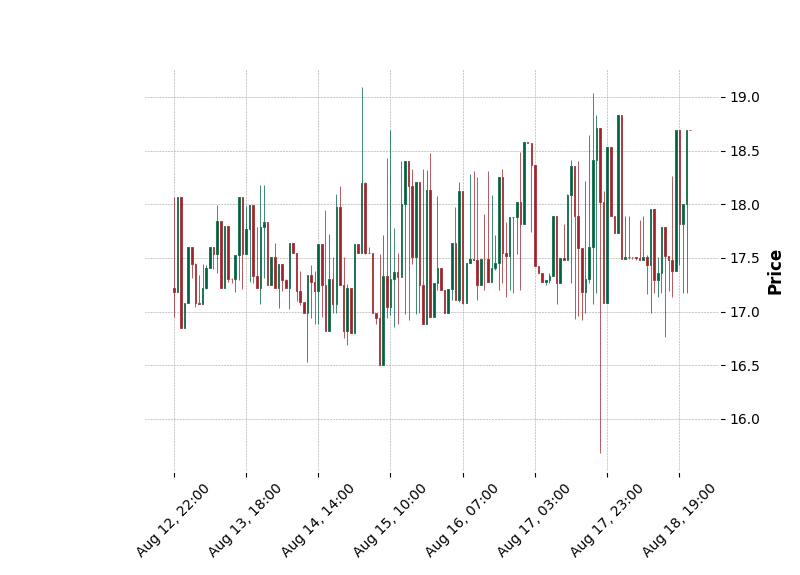 19.0
18.5
18.0
17.5
17.0
16.5
16.0
Price
Aug 12, 22:00
Aug 13, 18:00
Aug 14, 14:00
Aug 15, 10:00
Aug 16, 07:00
Aug 17, 03:00
Aug 17, 23:00
Aug 18, 19:00